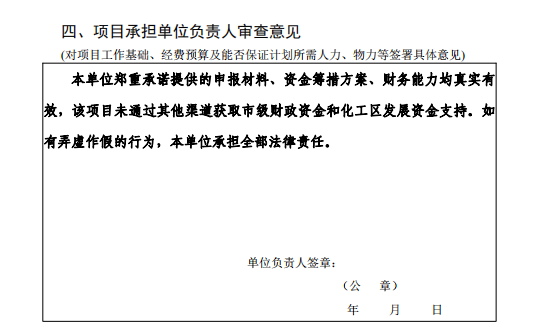 四、项目承担单位负责人审查意见
(对项目工作基础、经费预算及能否保证计划所需人力、物力等签署具体意见)
本单位郑重承诺提供的申报材料、资金筹措方案、财务能力均真实有
效，该项目未通过其他渠道获取市级财政资金和化工区发展资金支持。如
有弄虚作假的行为，本单位承担全部法律责任。
单位负责人签章：
（公　章）
年　月　日